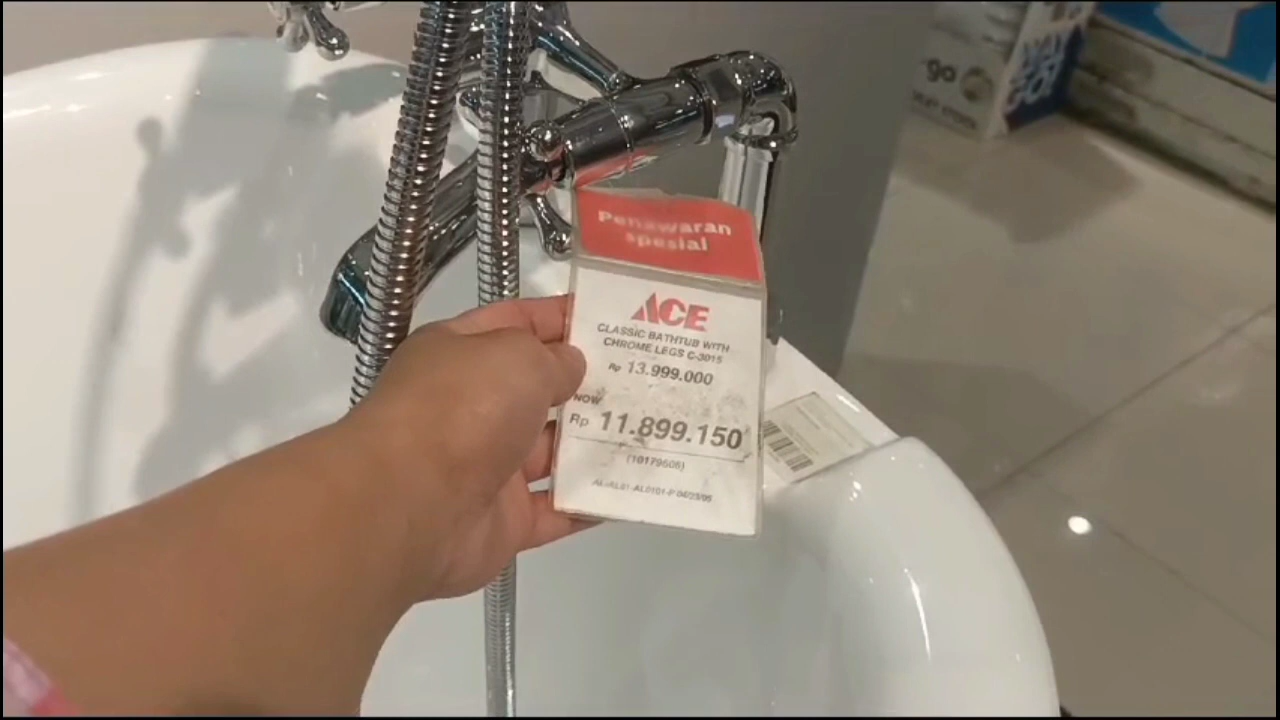 Penawaran
spesial
ACE
CLASSIC BATHTUB WITH
CHROME LEGS C-3015
Rp 13.999.000
NOW
Rp 11.899.150
(10179506)
go